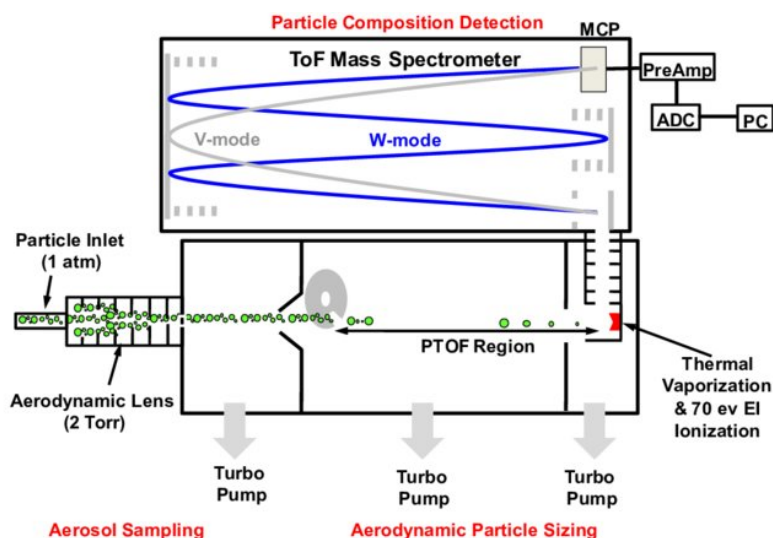 Particle Composition Detection
MCP
ToF Mass Spectrometer
PreAmp
V-mode
W-mode
ADC
PC
Particle Inlet
(1 atm)
PTOF Region
Aerodynamic Lens
(2 Torr)
Thermal
Vaporization
& 70 ev EI
Ionization
Turbo
Pump
Turbo
Pump
Turbo
Pump
Aerosol Sampling
Aerodynamic Particle Sizing